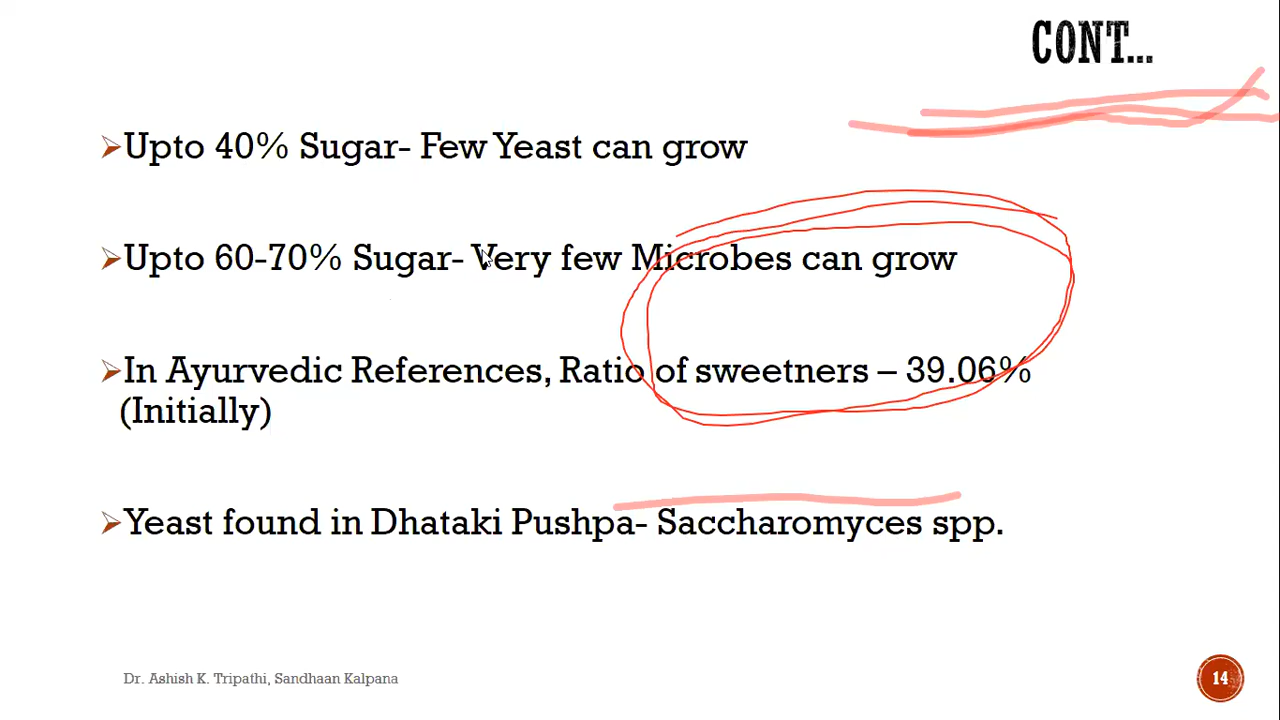 CONT...
Upto 40% Sugar- Few Yeast can grow
Upto 60-70% Sugar- Very few Microbes can grow
In Ayurvedic References, Ratio of sweetners – 39.06%
(Initially)
Yeast found in Dhataki Pushpa- Saccharomyces spp.
Dr. Ashish K. Tripathi, Sandhaan Kalpana
14